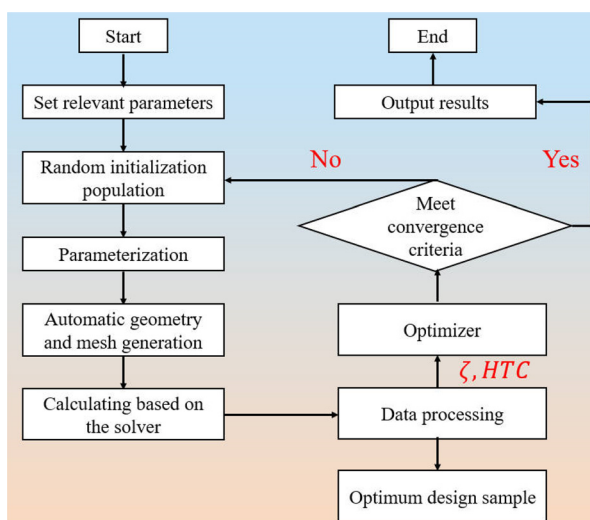 Start
Set relevant parameters
Random initialization
population
Parameterization
Automatic geometry
and mesh generation
Calculating based on
the solver
End
Output results
No
Yes
Meet
convergence
criteria
Optimizer
ζ, HTC
Data processing
Optimum design sample